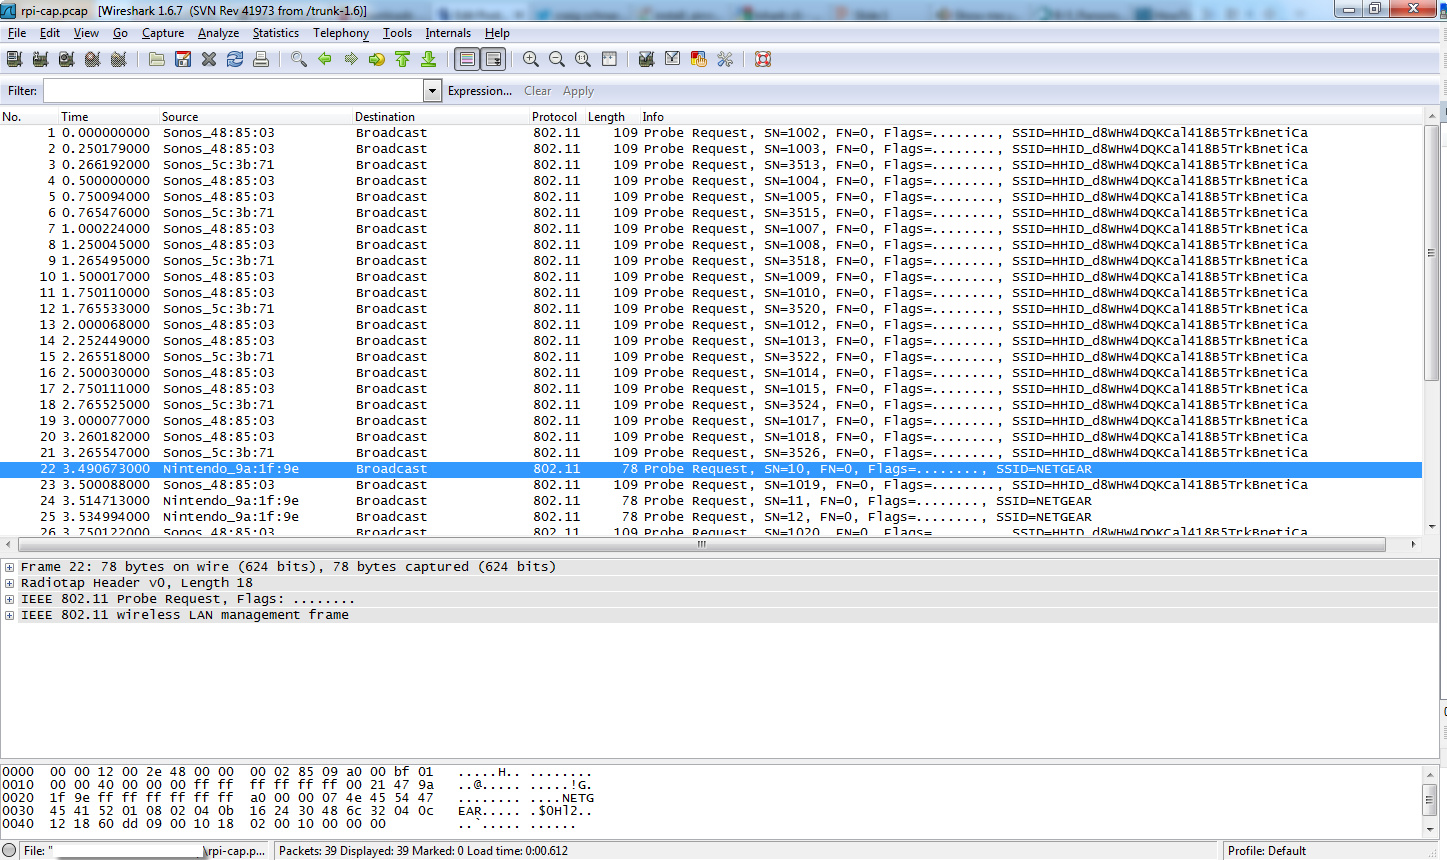 rpi-cap.pcap [Wireshark 1.6.7 (SVN Rev 41973 from /trunk-1.6)]
File Edit View Go Capture Analyze Statistics Telephony Tools Internals Help
Filter: Expression... Clear Apply
No. Time Source Destination Protocol Length Info
1 0.000000000 Sonos_48:85:03 Broadcast 802.11 109 Probe Request, SN=1002, FN=0, Flags=........, SSID=HHID_d8WHW4DQKCal418B5TrkBnetiCa
2 0.250179000 Sonos_48:85:03 Broadcast 802.11 109 Probe Request, SN=1003, FN=0, Flags=........, SSID=HHID_d8WHW4DQKCal418B5TrkBnetiCa
3 0.266192000 Sonos_5c:3b:71 Broadcast 802.11 109 Probe Request, SN=3513, FN=0, Flags=........, SSID=HHID_d8WHW4DQKCal418B5TrkBnetiCa
4 0.500000000 Sonos_48:85:03 Broadcast 802.11 109 Probe Request, SN=1004, FN=0, Flags=........, SSID=HHID_d8WHW4DQKCal418B5TrkBnetiCa
5 0.750094000 Sonos_48:85:03 Broadcast 802.11 109 Probe Request, SN=1005, FN=0, Flags=........, SSID=HHID_d8WHW4DQKCal418B5TrkBnetiCa
6 0.765476000 Sonos_5c:3b:71 Broadcast 802.11 109 Probe Request, SN=3515, FN=0, Flags=........, SSID=HHID_d8WHW4DQKCal418B5TrkBnetiCa
7 1.000224000 Sonos_48:85:03 Broadcast 802.11 109 Probe Request, SN=1007, FN=0, Flags=........, SSID=HHID_d8WHW4DQKCal418B5TrkBnetiCa
8 1.250045000 Sonos_48:85:03 Broadcast 802.11 109 Probe Request, SN=1008, FN=0, Flags=........, SSID=HHID_d8WHW4DQKCal418B5TrkBnetiCa
9 1.265495000 Sonos_5c:3b:71 Broadcast 802.11 109 Probe Request, SN=3518, FN=0, Flags=........, SSID=HHID_d8WHW4DQKCal418B5TrkBnetiCa
10 1.500017000 Sonos_48:85:03 Broadcast 802.11 109 Probe Request, SN=1009, FN=0, Flags=........, SSID=HHID_d8WHW4DQKCal418B5TrkBnetiCa
11 1.750110000 Sonos_48:85:03 Broadcast 802.11 109 Probe Request, SN=1010, FN=0, Flags=........, SSID=HHID_d8WHW4DQKCal418B5TrkBnetiCa
12 1.765533000 Sonos_5c:3b:71 Broadcast 802.11 109 Probe Request, SN=3520, FN=0, Flags=........, SSID=HHID_d8WHW4DQKCal418B5TrkBnetiCa
13 2.000068000 Sonos_48:85:03 Broadcast 802.11 109 Probe Request, SN=1012, FN=0, Flags=........, SSID=HHID_d8WHW4DQKCal418B5TrkBnetiCa
14 2.252449000 Sonos_48:85:03 Broadcast 802.11 109 Probe Request, SN=1013, FN=0, Flags=........, SSID=HHID_d8WHW4DQKCal418B5TrkBnetiCa
15 2.265518000 Sonos_5c:3b:71 Broadcast 802.11 109 Probe Request, SN=3522, FN=0, Flags=........, SSID=HHID_d8WHW4DQKCal418B5TrkBnetiCa
16 2.500030000 Sonos_48:85:03 Broadcast 802.11 109 Probe Request, SN=1014, FN=0, Flags=........, SSID=HHID_d8WHW4DQKCal418B5TrkBnetiCa
17 2.750111000 Sonos_48:85:03 Broadcast 802.11 109 Probe Request, SN=1015, FN=0, Flags=........, SSID=HHID_d8WHW4DQKCal418B5TrkBnetiCa
18 2.765525000 Sonos_5c:3b:71 Broadcast 802.11 109 Probe Request, SN=3524, FN=0, Flags=........, SSID=HHID_d8WHW4DQKCal418B5TrkBnetiCa
19 3.000077000 Sonos_48:85:03 Broadcast 802.11 109 Probe Request, SN=1017, FN=0, Flags=........, SSID=HHID_d8WHW4DQKCal418B5TrkBnetiCa
20 3.260182000 Sonos_48:85:03 Broadcast 802.11 109 Probe Request, SN=1018, FN=0, Flags=........, SSID=HHID_d8WHW4DQKCal418B5TrkBnetiCa
21 3.265547000 Sonos_5c:3b:71 Broadcast 802.11 109 Probe Request, SN=3526, FN=0, Flags=........, SSID=HHID_d8WHW4DQKCal418B5TrkBnetiCa
22 3.490673000 Nintendo_9a:1f:9e Broadcast 802.11 78 Probe Request, SN=10, FN=0, Flags=........, SSID=NETGEAR
23 3.500088000 Sonos_48:85:03 Broadcast 802.11 109 Probe Request, SN=1019, FN=0, Flags=........, SSID=HHID_d8WHW4DQKCal418B5TrkBnetiCa
24 3.514713000 Nintendo_9a:1f:9e Broadcast 802.11 78 Probe Request, SN=11, FN=0, Flags=........, SSID=NETGEAR
25 3.534994000 Nintendo_9a:1f:9e Broadcast 802.11 78 Probe Request, SN=12, FN=0, Flags=........, SSID=NETGEAR
26 3.750122000 Sonos_48:85:03 Broadcast 802.11 109 Probe Request, SN=1020, FN=0, Flags=........, SSID=HHID_d8WHW4DQKCal418B5TrkBnetiCa
Frame 22: 78 bytes on wire (624 bits), 78 bytes captured (624 bits)
Radiotap Header v0, Length 18
IEEE 802.11 Probe Request, Flags: ........
IEEE 802.11 wireless LAN management frame
0000 00 00 12 00 2e 48 00 00 00 02 85 09 a0 00 bf 01 .....H.. ........
0010 00 00 40 00 00 00 ff ff ff ff ff ff 00 21 47 9a ..@..... .....!G.
0020 1f 9e ff ff ff ff ff ff a0 00 00 07 4e 45 54 47 ........ ....NETG
0030 45 41 52 01 08 02 04 0b 16 24 30 48 6c 32 04 0c EAR..... .$0Hl2..
0040 12 18 60 dd 09 00 10 18 02 00 10 00 00 00 ..`..... ......
File: " \rpi-cap.p... Packets: 39 Displayed: 39 Marked: 0 Load time: 0:00.612 Profile: Default